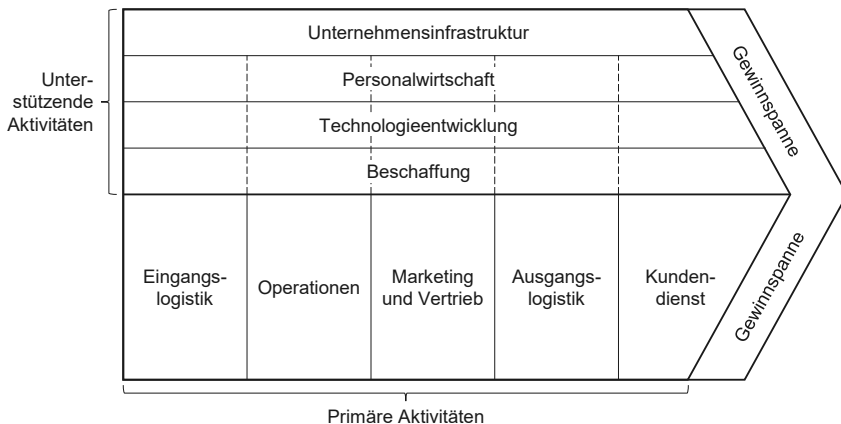 Unternehmensinfrastruktur
Personalwirtschaft
Technologieentwicklung
Beschaffung
Unter-
stützende
Aktivitäten
Gewinnspanne
Eingangs-
logistik
Operationen
Marketing
und Vertrieb
Ausgangs-
logistik
Kunden-
dienst
Gewinnspanne
Primäre Aktivitäten